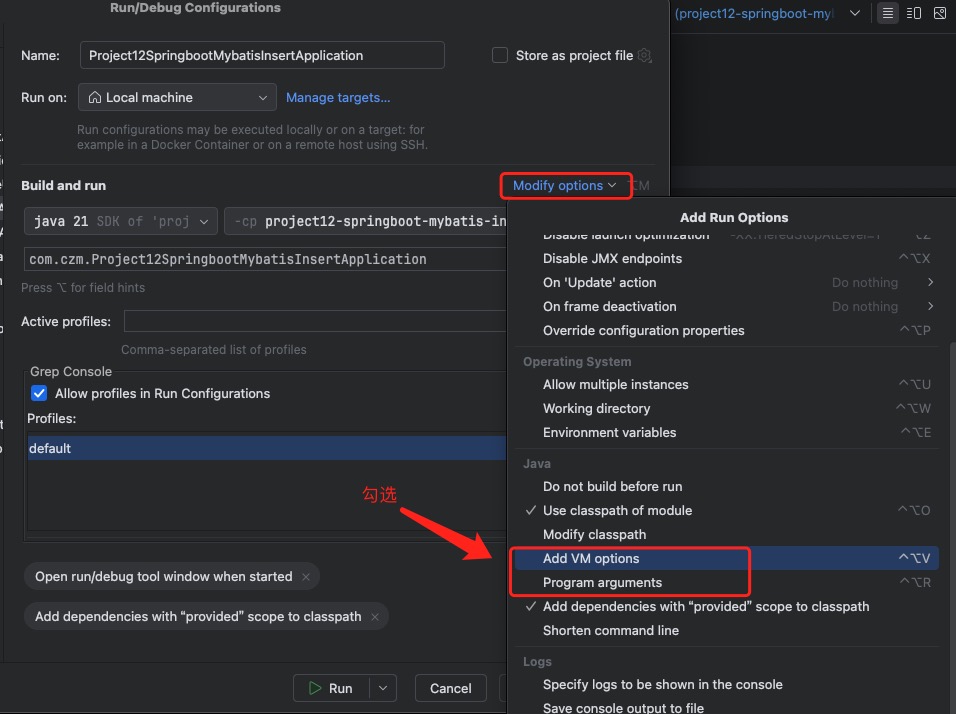 Run/Debug Configurations
(project12-springboot-my
Name:
Project12SpringbootMybatisInsertApplication
Store as project file
Run on:
Local machine
Manage targets...
Run configurations may be executed locally or on a target: for
example in a Docker Container or on a remote host using SSH.
Build and run
Modify options
⌥M
java 21 SDK of 'proj
-cp project12-springboot-mybatis-in
com.czm.Project12SpringbootMybatisInsertApplication
Press ⌥ for field hints
Active profiles:
Comma-separated list of profiles
Grep Console
Allow profiles in Run Configurations
Profiles:
default
勾选
Open run/debug tool window when started
Add dependencies with “provided” scope to classpath
Run
Cancel
Add Run Options
Disable launch optimization -XX:TieredStopAtLevel=1 ^⌥Z
Disable JMX endpoints ^⌥X
On 'Update' action Do nothing
On frame deactivation Do nothing
Override configuration properties ^⌥P
Operating System
Allow multiple instances ^⌥U
Working directory ^⌥W
Environment variables ^⌥E
Java
Do not build before run
Use classpath of module ^⌥O
Modify classpath
Add VM options ^⌥V
Program arguments ^⌥R
Add dependencies with “provided” scope to classpath
Shorten command line
Logs
Specify logs to be shown in the console
Save console output to file